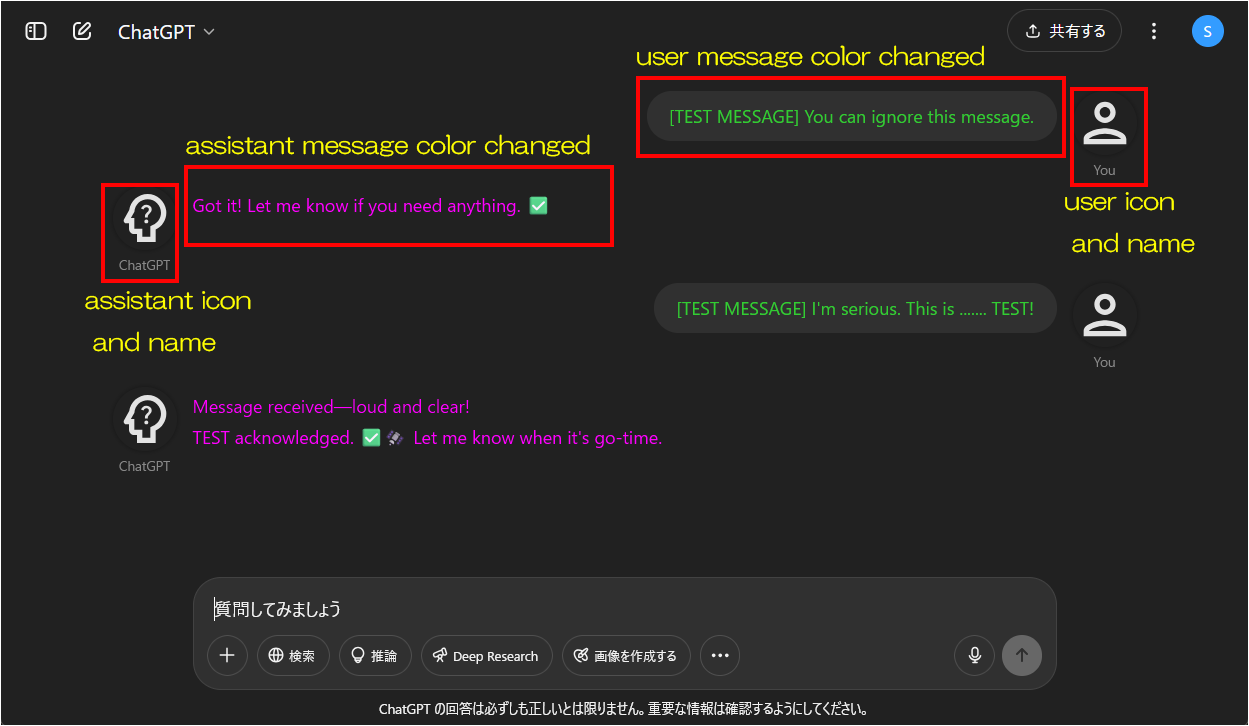 ChatGPT
共有する
S
user message color changed
[TEST MESSAGE] You can ignore this message.
You
user icon
and name
assistant message color changed
Got it! Let me know if you need anything. ✅
ChatGPT
assistant icon
and name
[TEST MESSAGE] I'm serious. This is ....... TEST!
You
Message received—loud and clear!
TEST acknowledged. ✅ 🛰️ Let me know when it's go-time.
ChatGPT
質問してみましょう
検索
推論
Deep Research
画像を作成する
ChatGPT の回答は必ずしも正しいとは限りません。重要な情報は確認するようにしてください。